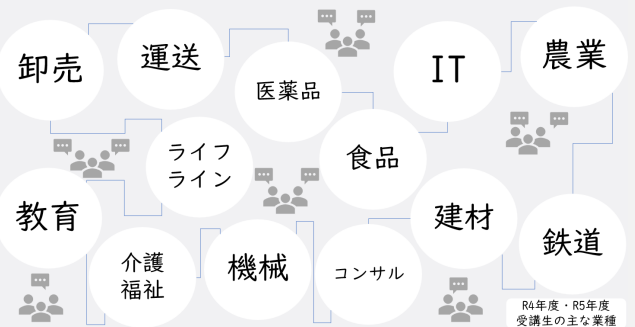 卸売
運送
医薬品
IT
農業
ライフ
ライン
食品
教育
介護
福祉
機械
コンサル
建材
鉄道
R4年度・R5年度
受講生の主な業種